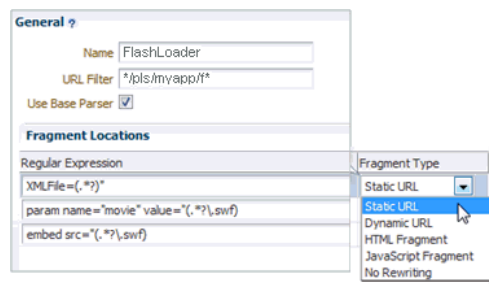 General ?
Name FlashLoader
URL Filter */pls/myapp/f*
Use Base Parser
Fragment Locations
Regular Expression Fragment Type
XMLFile=(.*?)" Static URL
param name="movie" value="(.*?\.swf)
embed src="(.*?\.swf)
Static URL
Dynamic URL
HTML Fragment
JavaScript Fragment
No Rewriting